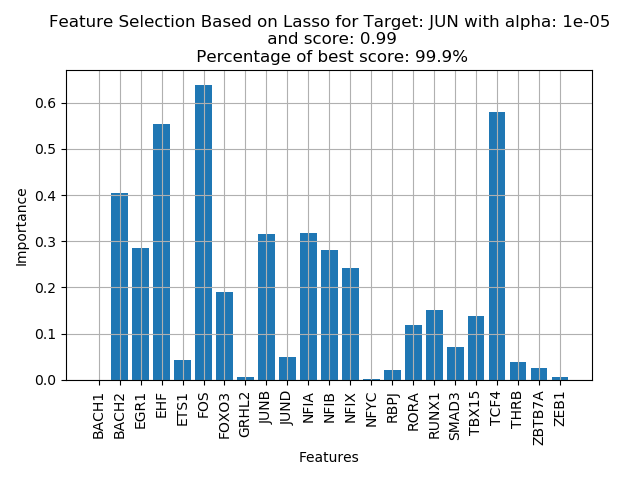 Feature Selection Based on Lasso for Target: JUN with alpha: 1e-05
and score: 0.99
Percentage of best score: 99.9%
0.6
0.5
0.4
0.3
0.2
0.1
0.0
Importance
BACH1
BACH2
EGR1
EHF
ETS1
FOS
FOXO3
GRHL2
JUNB
JUND
NFIA
NFIB
NFIX
NFYC
RBPJ
RORA
RUNX1
SMAD3
TBX15
TCF4
THRB
ZBTB7A
ZEB1
Features